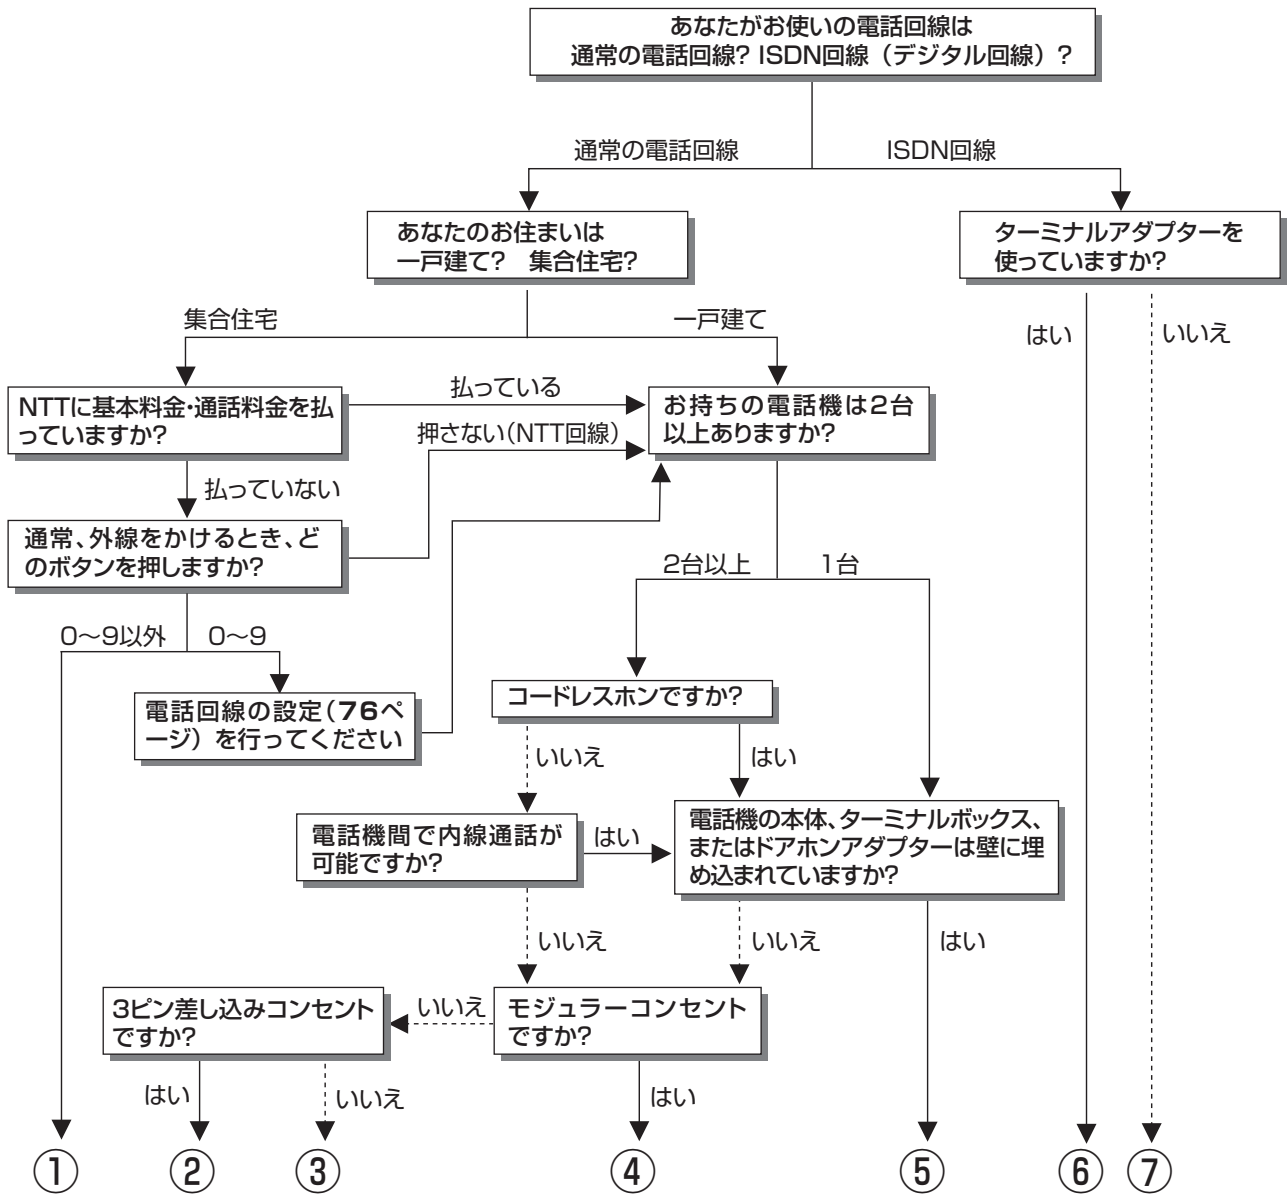 あなたがお使いの電話回線は
通常の電話回線? ISDN回線（デジタル回線）?
通常の電話回線
ISDN回線
あなたのお住まいは
一戸建て?　集合住宅?
ターミナルアダプターを
使っていますか?
集合住宅
一戸建て
はい
いいえ
NTTに基本料金・通話料金を払
っていますか?
払っている
お持ちの電話機は2台
以上ありますか?
押さない（NTT回線）
払っていない
通常、外線をかけるとき、ど
のボタンを押しますか?
2台以上
1台
0〜9以外
0〜9
電話回線の設定（76ペ
ージ）を行ってください
コードレスホンですか?
いいえ
はい
電話機間で内線通話が
可能ですか?
はい
電話機の本体、ターミナルボックス、
またはドアホンアダプターは壁に埋
め込まれていますか?
いいえ
いいえ
はい
3ピン差し込みコンセント
ですか?
いいえ
モジュラーコンセント
ですか?
はい
いいえ
はい
①
②
③
④
⑤
⑥
⑦